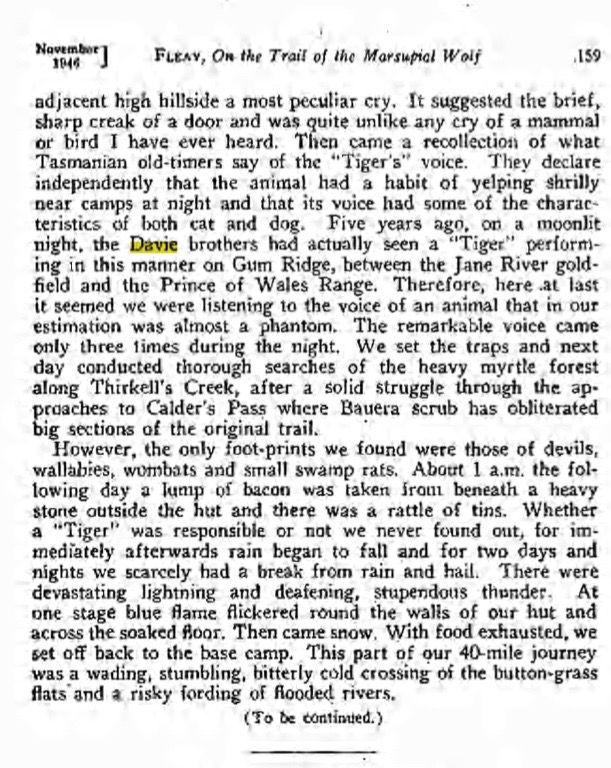 November 1946] FLEAY, On the Trail of the Marsupial Wolf 159
adjacent high hillside a most peculiar cry. It suggested the brief,
sharp creak of a door and was quite unlike any cry of a mammal
or bird I have ever heard. Then came a recollection of what
Tasmanian old-timers say of the "Tiger's" voice. They declare
independently that the animal had a habit of yelping shrilly
near camps at night and that its voice had some of the charac-
teristics of both cat and dog. Five years ago, on a moonlit
night, the Davie brothers had actually seen a "Tiger" perform-
ing in this manner on Gum Ridge, between the Jane River gold-
field and the Prince of Wales Range. Therefore, here at last
it seemed we were listening to the voice of an animal that in our
estimation was almost a phantom. The remarkable voice came
only three times during the night. We set the traps and next
day conducted thorough searches of the heavy myrtle forest
along Thirkell's Creek, after a solid struggle through the ap-
proaches to Calder's Pass where Bauera scrub has obliterated
big sections of the original trail.
However, the only foot-prints we found were those of devils,
wallabies, wombats and small swamp rats. About 1 a.m. the fol-
lowing day a lump of bacon was taken from beneath a heavy
stone outside the hut and there was a rattle of tins. Whether
a "Tiger" was responsible or not we never found out, for im-
mediately afterwards rain began to fall and for two days and
nights we scarcely had a break from rain and hail. There were
devastating lightning and deafening, stupendous thunder. At
one stage blue flame flickered round the walls of our hut and
across the soaked floor. Then came snow. With food exhausted, we
set off back to the base camp. This part of our 40-mile journey
was a wading, stumbling, bitterly cold crossing of the button-grass
flats and a risky fording of flooded rivers.
(To be continued.)